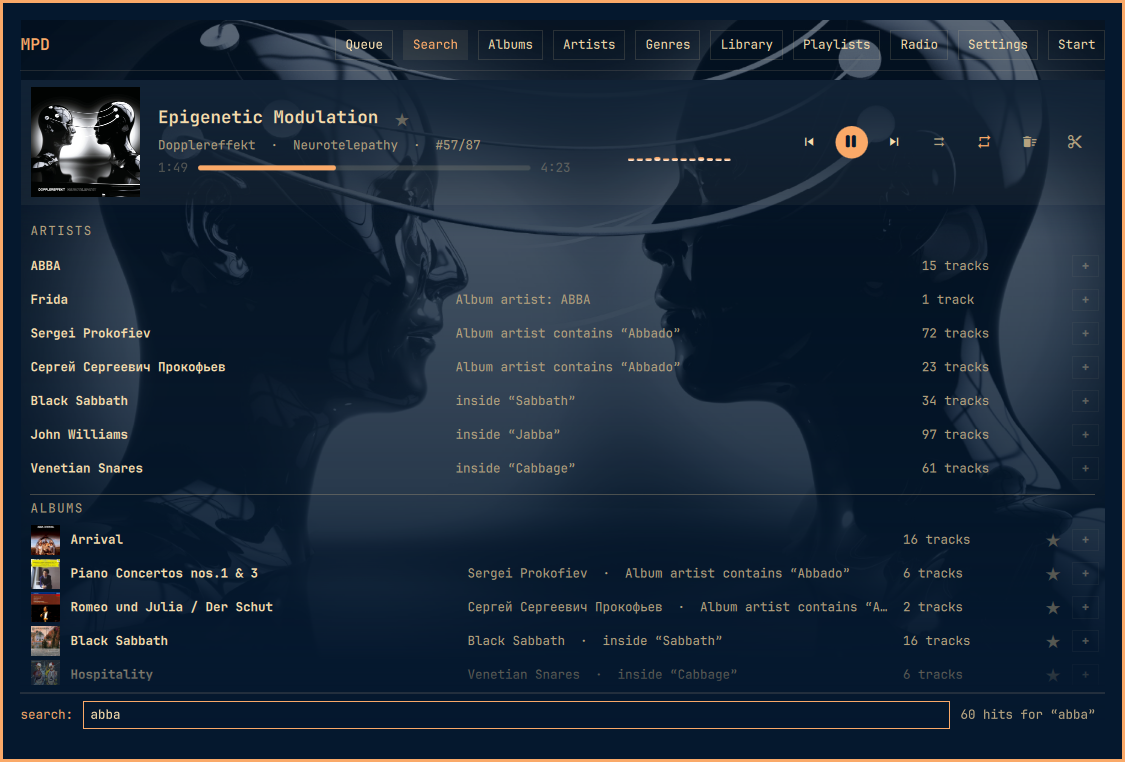 MPD Queue Search Albums Artists Genres Library Playlists Radio Settings Start
Epigenetic Modulation ★
Dopplereffekt · Neurotelepathy · #57/87
1:49 4:23
ARTISTS
ABBA 15 tracks +
Frida Album artist: ABBA 1 track +
Sergei Prokofiev Album artist contains “Abbado” 72 tracks +
Сергей Сергеевич Прокофьев Album artist contains “Abbado” 23 tracks +
Black Sabbath inside “Sabbath” 34 tracks +
John Williams inside “Jabba” 97 tracks +
Venetian Snares inside “Cabbage” 61 tracks +
ALBUMS
Arrival 16 tracks ★ +
Piano Concertos nos.1 & 3 Sergei Prokofiev · Album artist contains “Abbado” 6 tracks ★ +
Romeo und Julia / Der Schut Сергей Сергеевич Прокофьев · Album artist contains “A… 2 tracks ★ +
Black Sabbath Black Sabbath · inside “Sabbath” 16 tracks ★ +
Hospitality Venetian Snares · inside “Cabbage” 6 tracks ★ +
search: abba 60 hits for “abba”